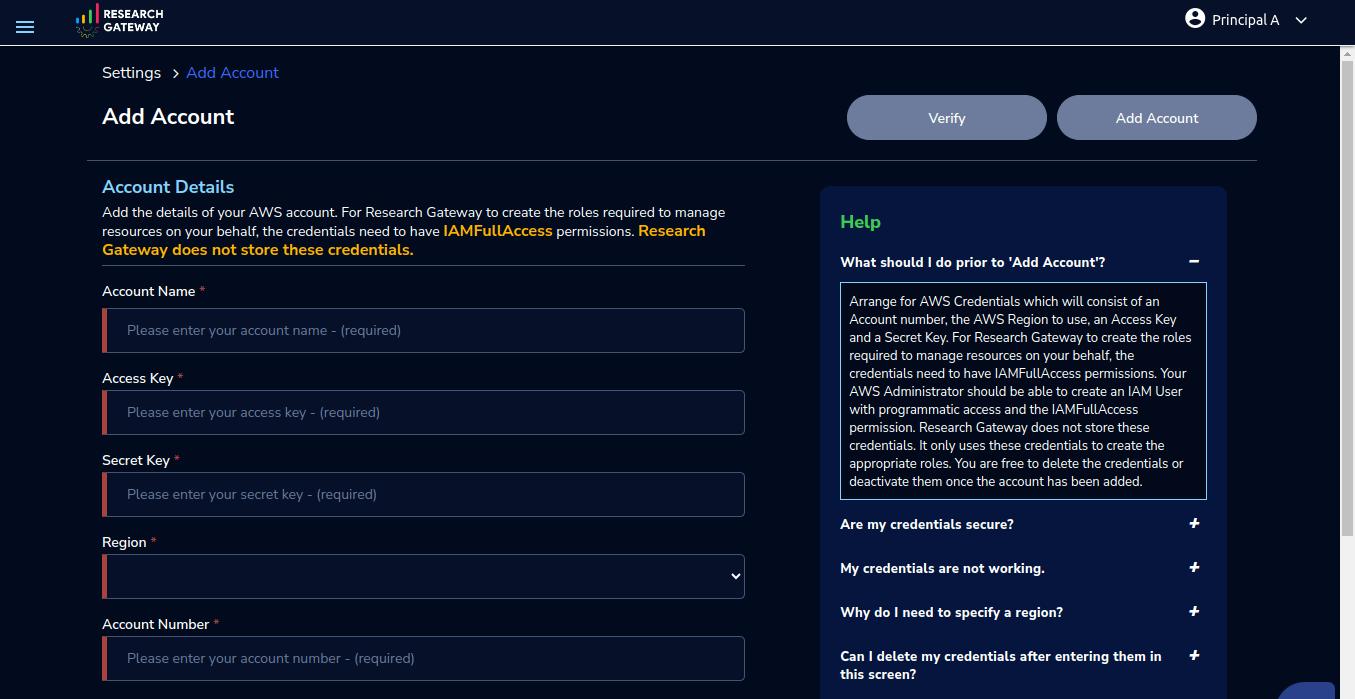 RESEARCH
GATEWAY
Principal A
Settings > Add Account
Add Account
Verify
Add Account
Account Details
Add the details of your AWS account. For Research Gateway to create the roles required to manage
resources on your behalf, the credentials need to have IAMFullAccess permissions. Research
Gateway does not store these credentials.
Account Name *
Please enter your account name - (required)
Access Key *
Please enter your access key - (required)
Secret Key *
Please enter your secret key - (required)
Region *
Account Number *
Please enter your account number - (required)
Help
What should I do prior to 'Add Account'?
Arrange for AWS Credentials which will consist of an
Account number, the AWS Region to use, an Access Key
and a Secret Key. For Research Gateway to create the roles
required to manage resources on your behalf, the
credentials need to have IAMFullAccess permissions. Your
AWS Administrator should be able to create an IAM User
with programmatic access and the IAMFullAccess
permission. Research Gateway does not store these
credentials. It only uses these credentials to create the
appropriate roles. You are free to delete the credentials or
deactivate them once the account has been added.
Are my credentials secure?
My credentials are not working.
Why do I need to specify a region?
Can I delete my credentials after entering them in
this screen?